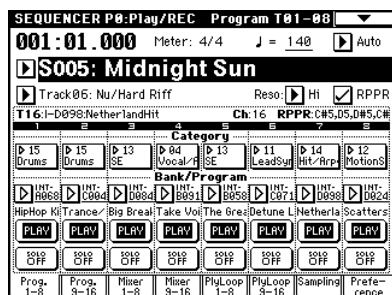 SEQUENCER P0:Play/REC Program T01-08
001:01.000 Meter: 4/4 ♩= 140 Auto
S005: Midnight Sun
Track06: Nu/Hard Riff Reso: Hi RPPR
T16:I-D098:NetherlandHit Ch:16 RPPR:C#5,D5,D#5,C#
1 2 3 4 5 6 7 8
Category
15 15 13 04 13 11 14 12
Drums Drums SE Vocal/A SE LeadSyn Hit/Arp MotionS
Bank/Program
INT- INT- INT- INT- INT- INT- INT- INT-
A068 C004 D084 B091 B058 C071 D098 D024
HipHop Ki Trance/ Big Break Take Voi The Grea Detune L Netherla Scatters
PLAY PLAY PLAY PLAY PLAY PLAY PLAY PLAY
SOLO SOLO SOLO SOLO SOLO SOLO SOLO SOLO
OFF OFF OFF OFF OFF OFF OFF OFF
Prog. Prog. Mixer Mixer PlyLoop PlyLoop Sampling Prefe-
1-8 9-16 1-8 9-16 1-8 9-16 rence